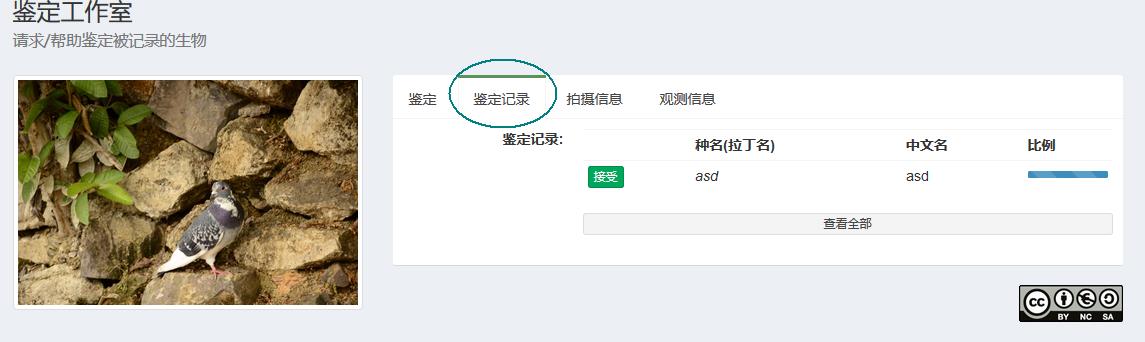 鉴定工作室
请求/帮助鉴定被记录的生物
鉴定 鉴定记录 拍摄信息 观测信息
鉴定记录: 种名(拉丁名) 中文名 比例
接受 asd asd
查看全部
cc
BY NC SA